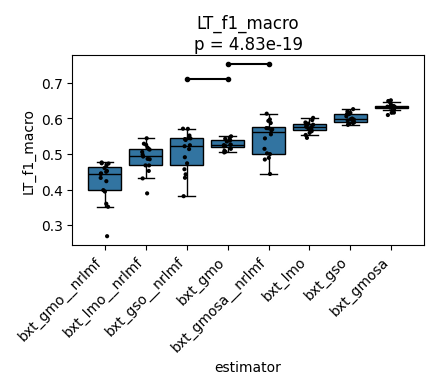 LT_f1_macro
p = 4.83e-19
LT_f1_macro
0.7
0.6
0.5
0.4
0.3
bxt_gmo__nrlmf
bxt_lmo__nrlmf
bxt_gso__nrlmf
bxt_gmo
bxt_gmosa__nrlmf
bxt_lmo
bxt_gso
bxt_gmosa
estimator